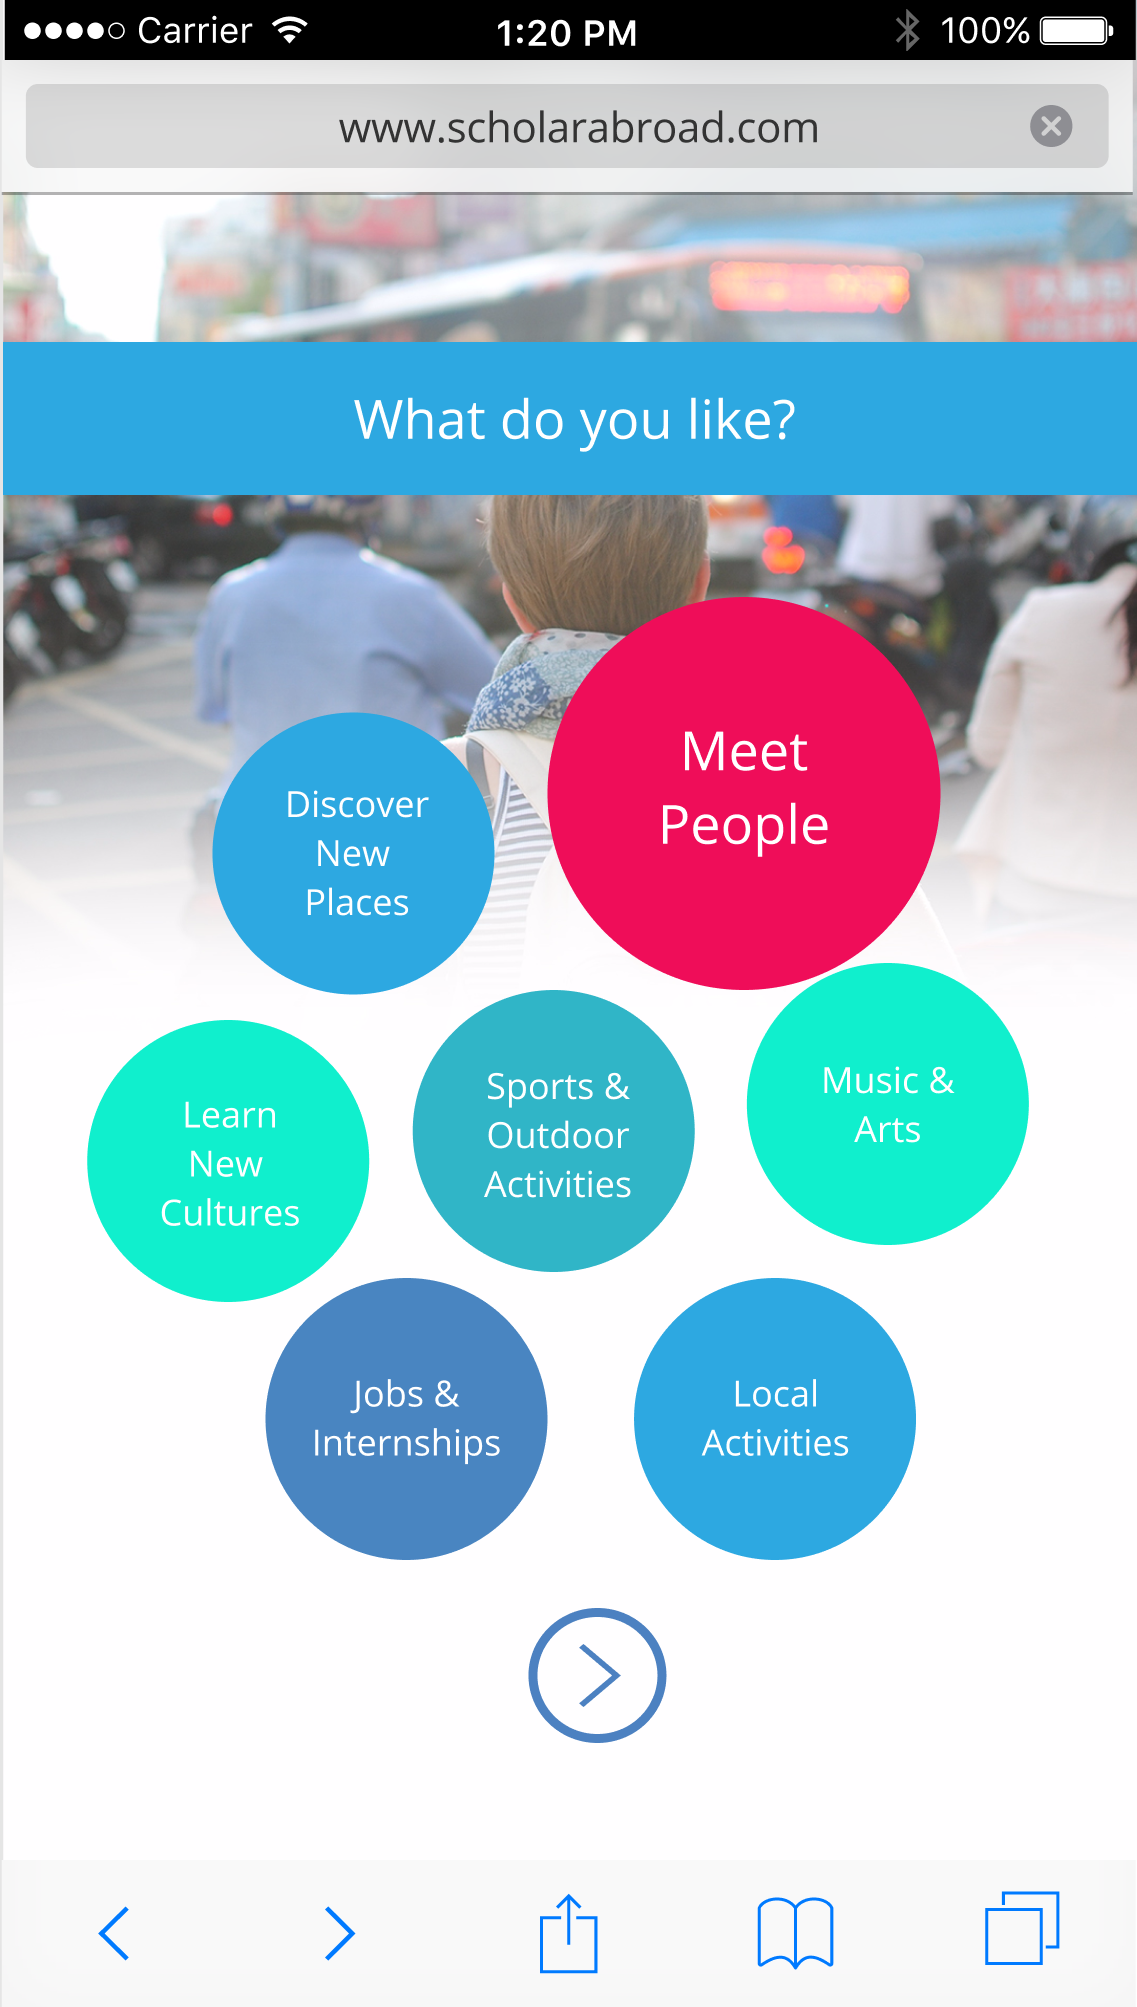 Carrier
1:20 PM
100%
www.scholarabroad.com
What do you like?
Meet
People
Discover
New
Places
Learn
New
Cultures
Sports &
Outdoor
Activities
Music &
Arts
Jobs &
Internships
Local
Activities